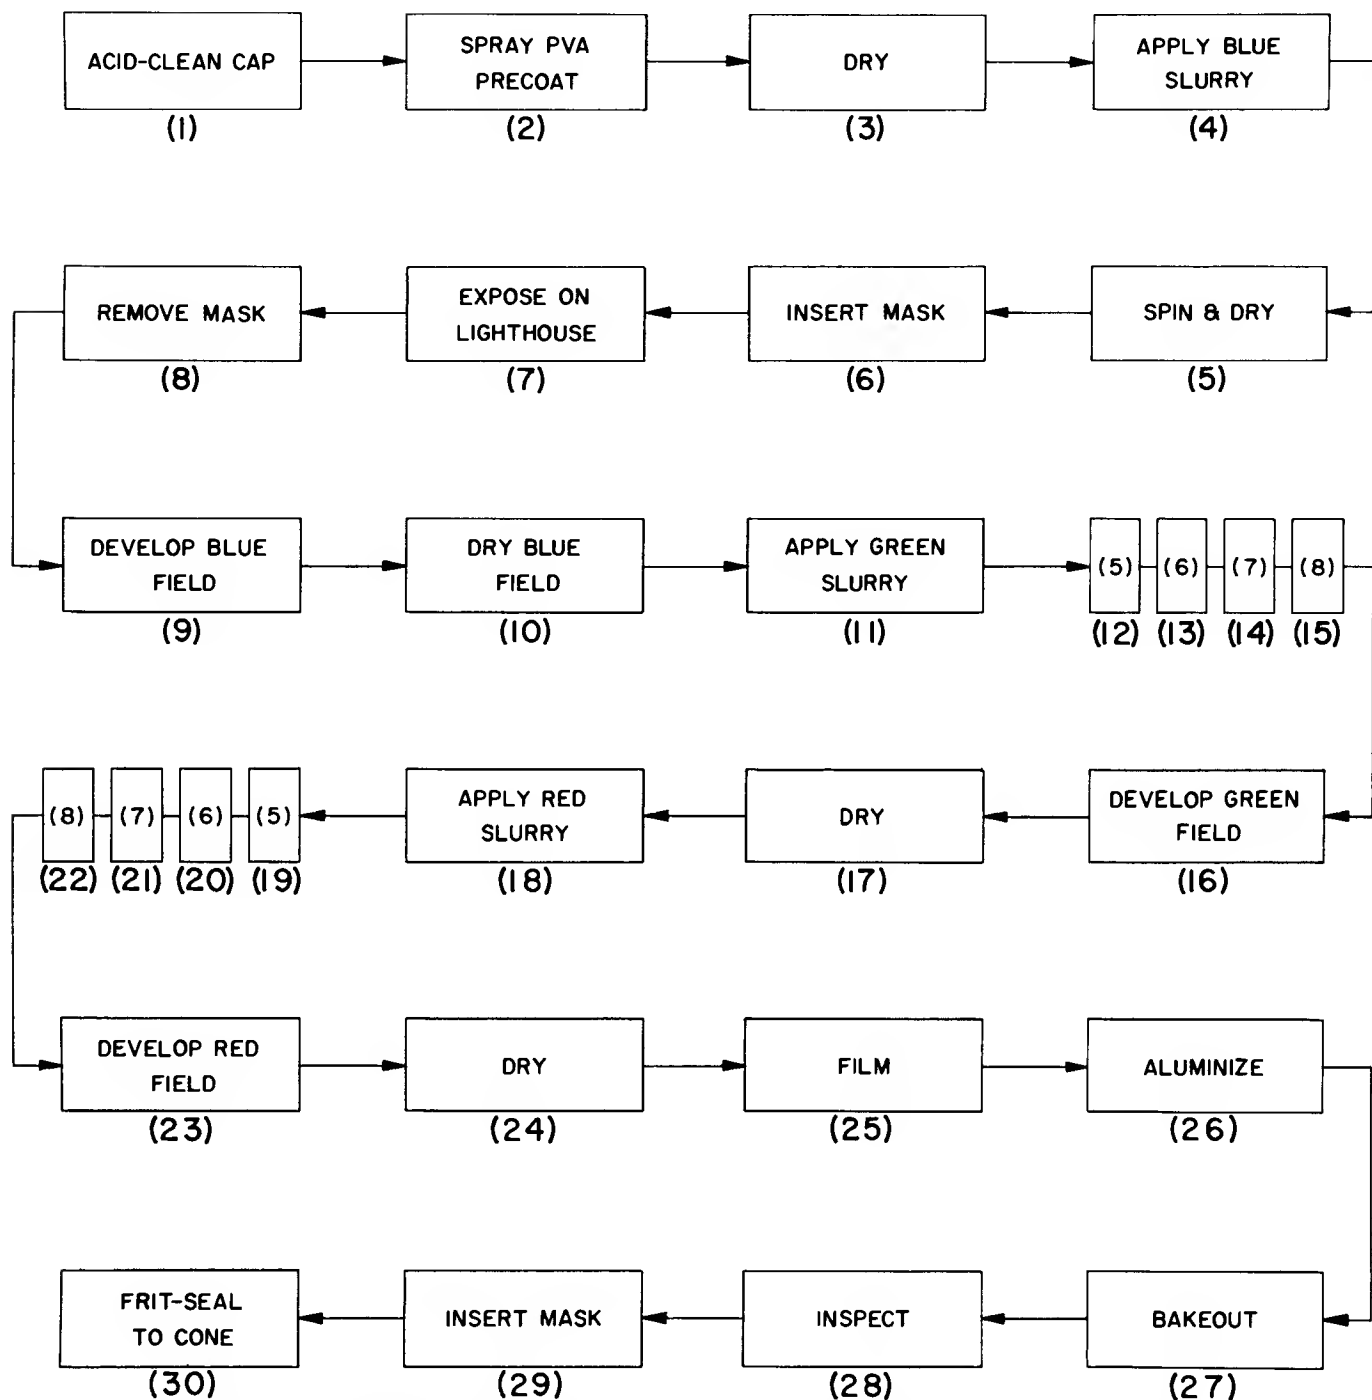 ACID-CLEAN CAP
(1)
SPRAY PVA
PRECOAT
(2)
DRY
(3)
APPLY BLUE
SLURRY
(4)
SPIN & DRY
(5)
INSERT MASK
(6)
EXPOSE ON
LIGHTHOUSE
(7)
REMOVE MASK
(8)
DEVELOP BLUE
FIELD
(9)
DRY BLUE
FIELD
(10)
APPLY GREEN
SLURRY
(11)
(5)
(12)
(6)
(13)
(7)
(14)
(8)
(15)
DEVELOP GREEN
FIELD
(16)
DRY
(17)
APPLY RED
SLURRY
(18)
(5)
(19)
(6)
(20)
(7)
(21)
(8)
(22)
DEVELOP RED
FIELD
(23)
DRY
(24)
FILM
(25)
ALUMINIZE
(26)
BAKEOUT
(27)
INSPECT
(28)
INSERT MASK
(29)
FRIT-SEAL
TO CONE
(30)